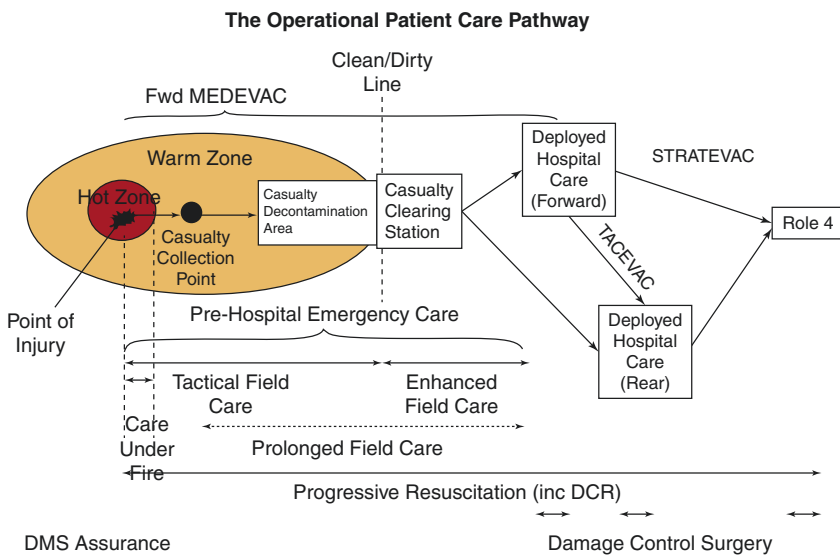 The Operational Patient Care Pathway
Clean/Dirty
Line
Fwd MEDEVAC
Warm Zone
Hot Zone
Casualty
Collection
Point
Casualty
Decontamination
Area
Casualty
Clearing
Station
Deployed
Hospital
Care
(Forward)
STRATEVAC
TACEVAC
Role 4
Deployed
Hospital
Care
(Rear)
Point of
Injury
Pre-Hospital Emergency Care
Tactical Field
Care
Enhanced
Field Care
Care
Under
Fire
Prolonged Field Care
Progressive Resuscitation (inc DCR)
DMS Assurance
Damage Control Surgery